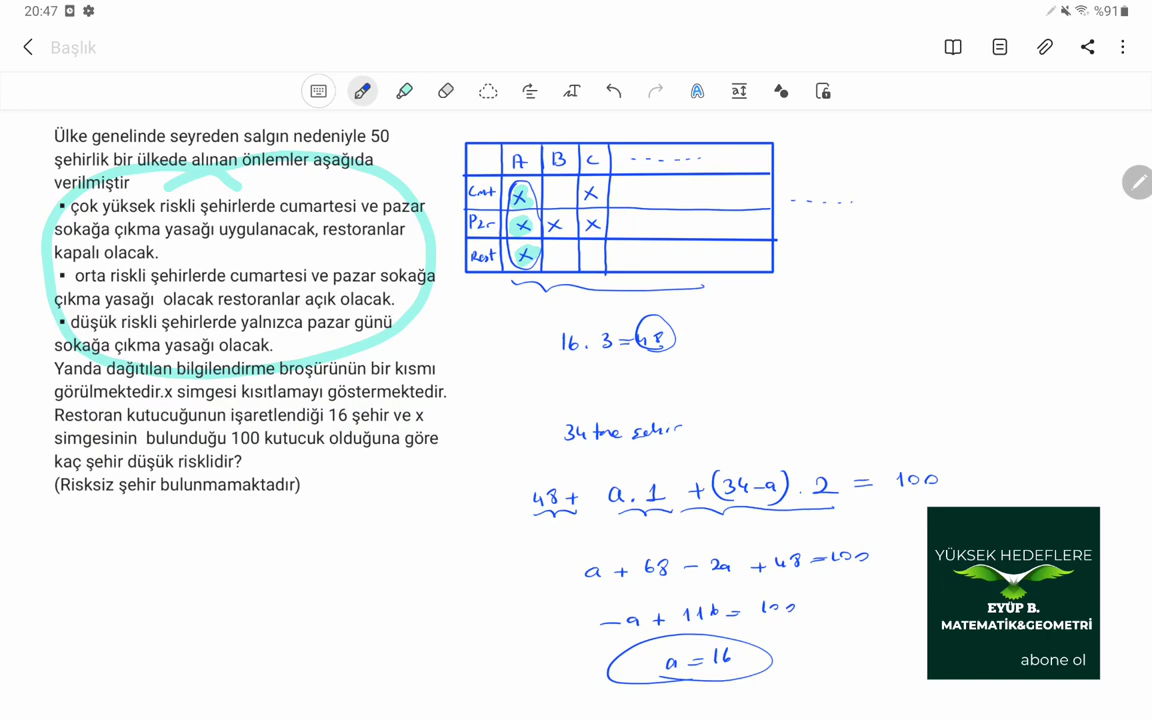 20:47
%91
Başlık
Ülke genelinde seyreden salgın nedeniyle 50
şehirlik bir ülkede alınan önlemler aşağıda
verilmiştir
▪ çok yüksek riskli şehirlerde cumartesi ve pazar
sokağa çıkma yasağı uygulanacak, restoranlar
kapalı olacak.
▪ orta riskli şehirlerde cumartesi ve pazar sokağa
çıkma yasağı olacak restoranlar açık olacak.
▪ düşük riskli şehirlerde yalnızca pazar günü
sokağa çıkma yasağı olacak.
Yanda dağıtılan bilgilendirme broşürünün bir kısmı
görülmektedir.x simgesi kısıtlamayı göstermektedir.
Restoran kutucuğunun işaretlendiği 16 şehir ve x
simgesinin bulunduğu 100 kutucuk olduğuna göre
kaç şehir düşük risklidir?
(Risksiz şehir bulunmamaktadır)
A B C ------
Cmt x x
Pzr x x x
Rest x
------
16. 3 = 48
34 tane şehir
48 + a.1 + (34-a).2 = 100
a + 68 - 2a + 48 = 100
-a + 116 = 100
a = 16
YÜKSEK HEDEFLERE
EYÜP B.
MATEMATİK&GEOMETRİ
abone ol